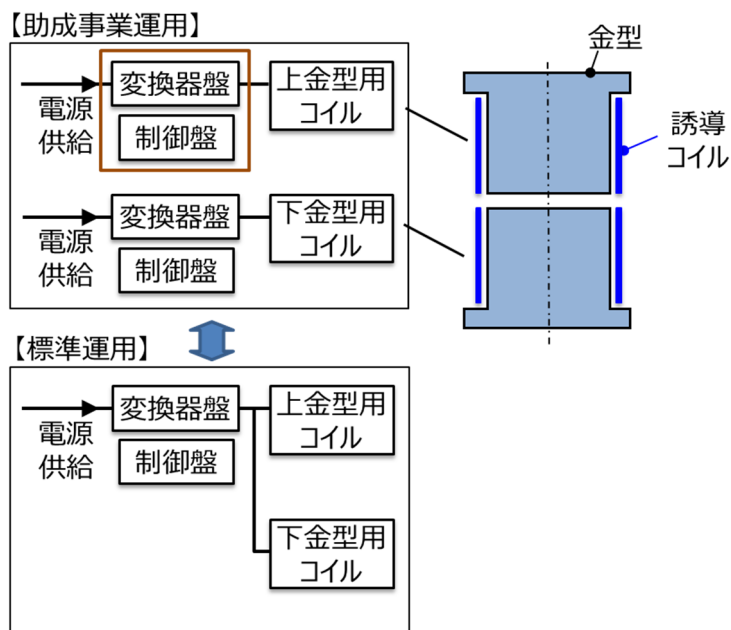 【助成事業運用】
電源
供給
変換器盤
制御盤
上金型用
コイル
電源
供給
変換器盤
制御盤
下金型用
コイル
金型
誘導
コイル
【標準運用】
電源
供給
変換器盤
制御盤
上金型用
コイル
下金型用
コイル